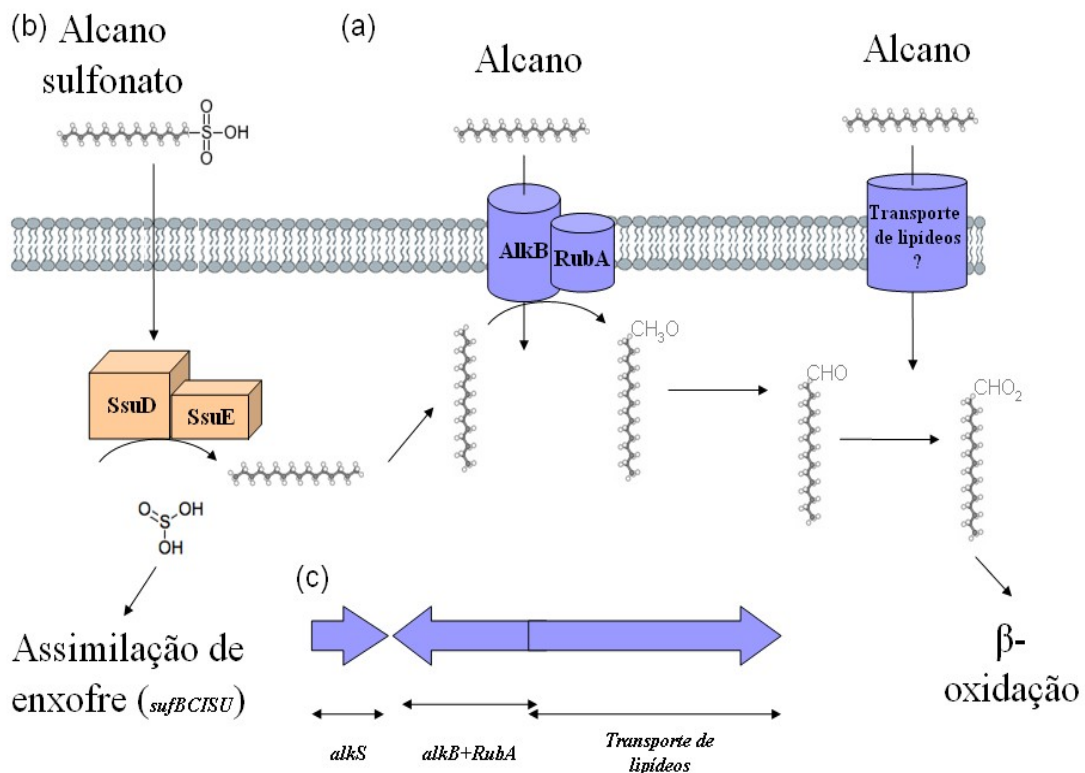 (b) Alcano
sulfonato
O
S
OH
O
(a)
Alcano
Alcano
AlkB
RubA
Transporte
de lipídeos
?
SsuD
SsuE
CH₃O
CHO
CHO₂
O
S
OH
OH
Assimilação de
enxofre (sufBCISU)
(c)
alkS
alkB+RubA
Transporte de
lipídeos
β-
oxidação